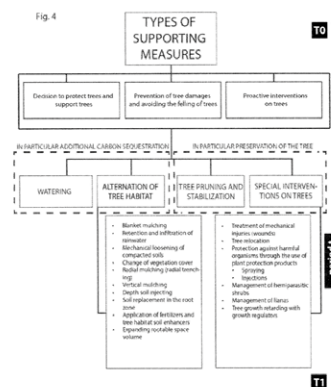 Fig. 4
TYPES OF
SUPPORTING
MEASURES
T0
Decision to protect trees and
support trees
Prevention of tree damages
and avoiding the felling of trees
Proactive interventions
on trees
IN PARTICULAR ADDITIONAL CARBON SEQUESTRATION
IN PARTICULAR PRESERVATION OF THE TREE
WATERING
ALTERNATION OF
TREE HABITAT
TREE PRUNING AND
STABILIZATION
SPECIAL INTERVEN-
TIONS ON TREES
• Blanket mulching
• Retention and infiltration of
rainwater
• Mechanical loosening of
compacted soils
• Change of vegetation cover
• Radial mulching (radial trench-
ing)
• Vertical mulching
• Depth soil injecting
• Soil replacement in the root
zone
• Application of fertilizers and
tree habitat soil enhancers
• Expanding rootable space
volume
• Treatment of mechanical
injuries (wounds)
• Tree relocation
• Protection against harmful
organisms through the use of
plant protection products
• Spraying
• Injections
• Management of hemiparasitic
shrubs
• Management of lianas
• Tree growth retarding with
growth regulators
T1